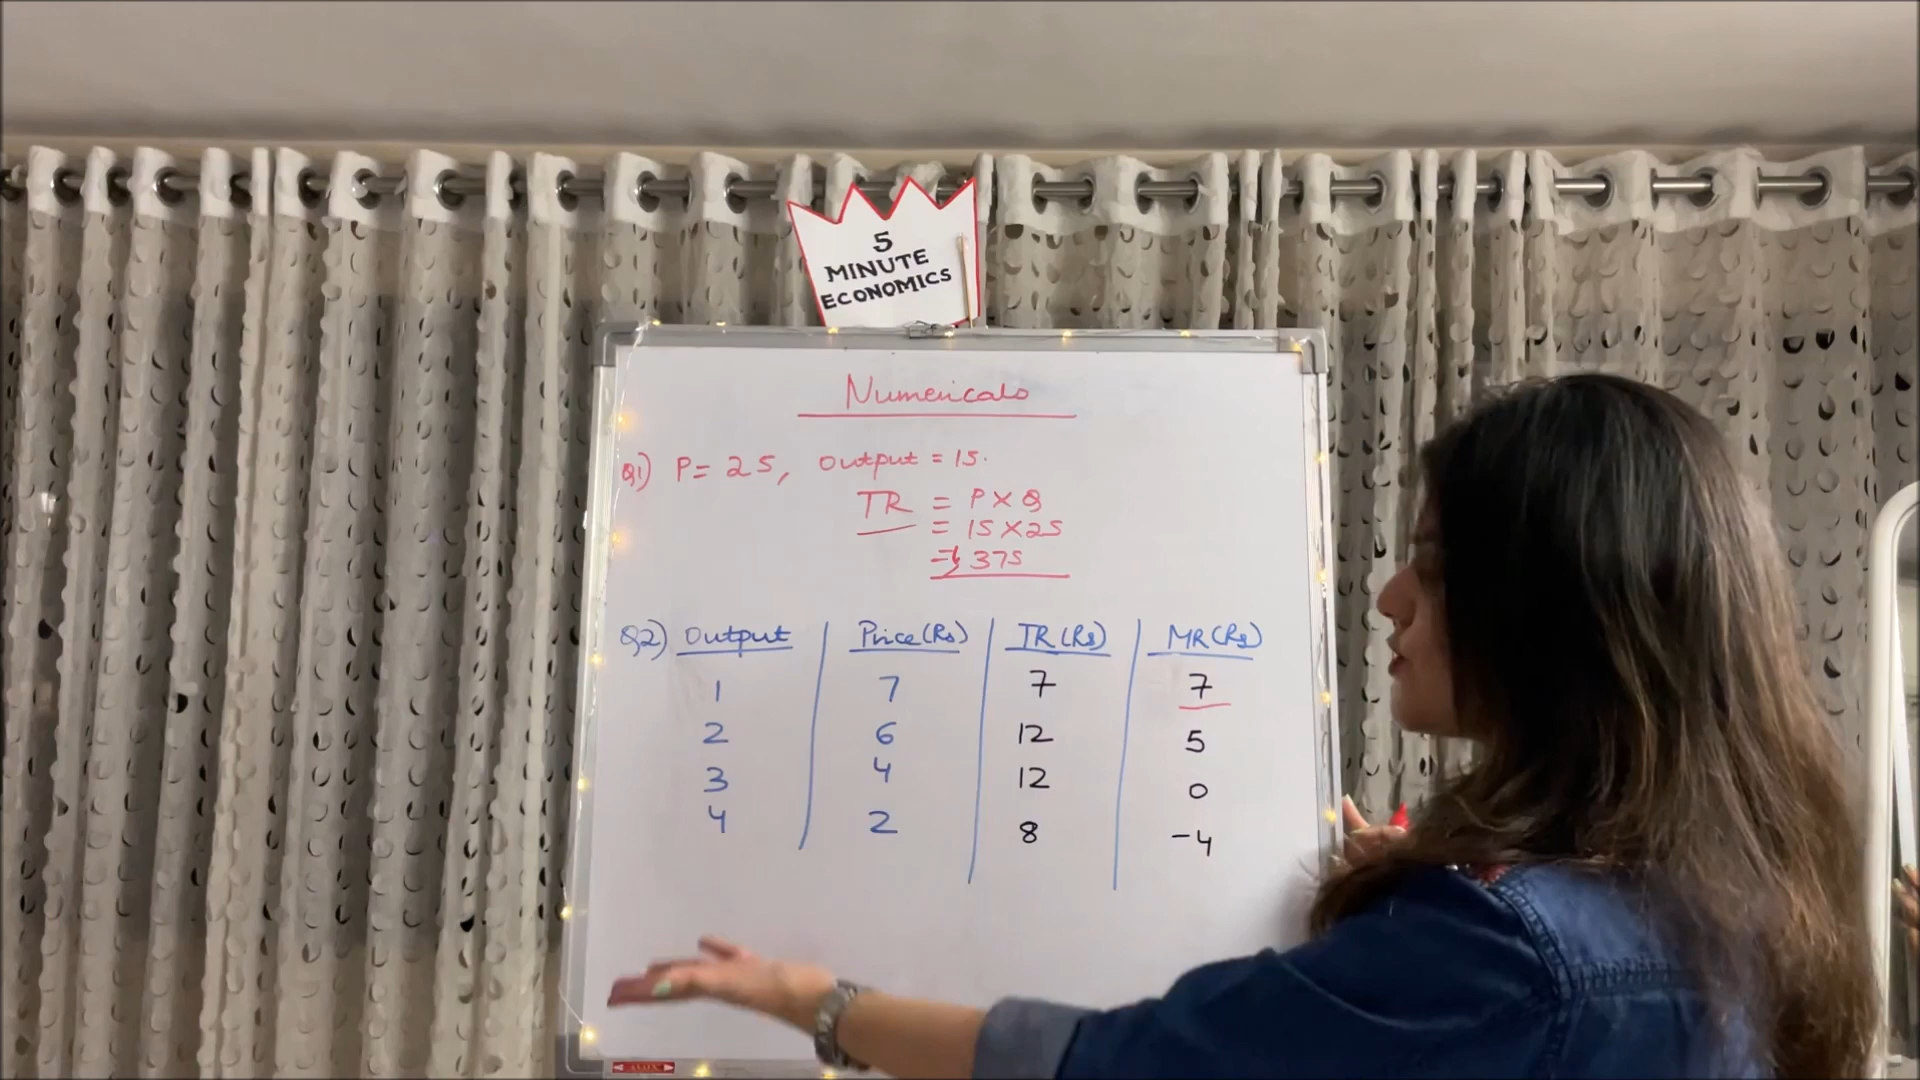 5
MINUTE
ECONOMICS
Numericals
Q1) P = 25, Output = 15.
TR = P X Q
= 15 X 25
375
Q2) Output Price (Rs) TR (Rs) MR (Rs)
1 7 7 7
2 6 12 5
3 4 12 0
4 2 8 -4